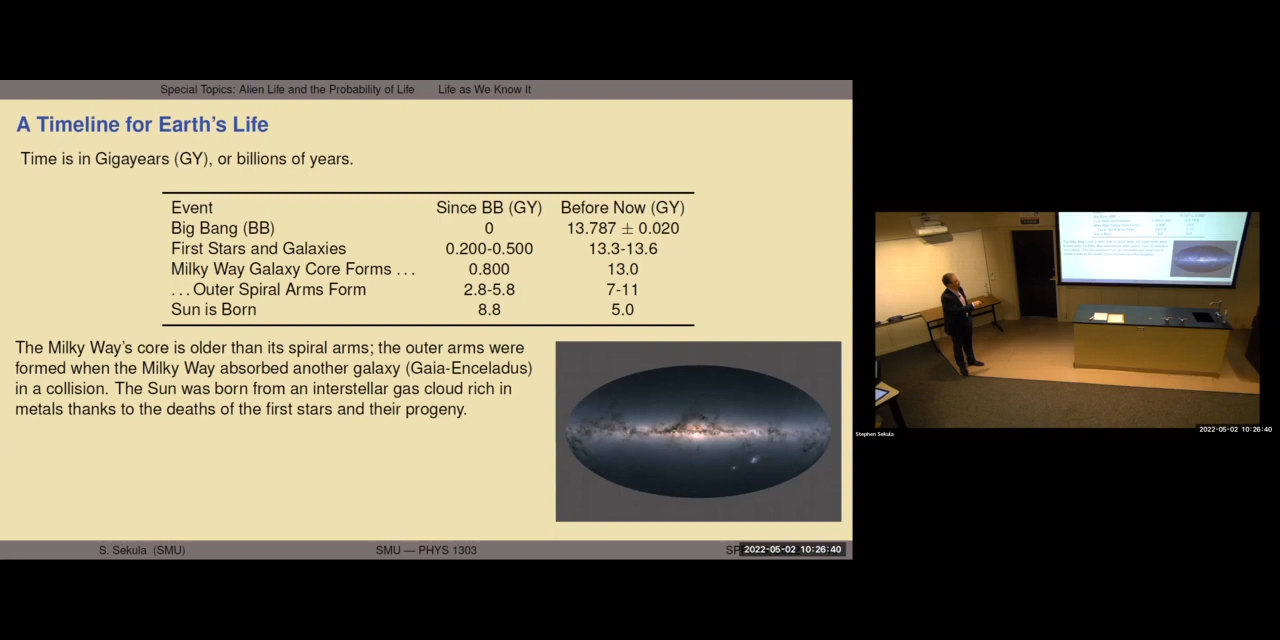 Special Topics: Alien Life and the Probability of Life Life as We Know It
A Timeline for Earth's Life
Time is in Gigayears (GY), or billions of years.
Event Since BB (GY) Before Now (GY)
Big Bang (BB) 0 13.787 ± 0.020
First Stars and Galaxies 0.200-0.500 13.3-13.6
Milky Way Galaxy Core Forms ... 0.800 13.0
...Outer Spiral Arms Form 2.8-5.8 7-11
Sun is Born 8.8 5.0
The Milky Way's core is older than its spiral arms; the outer arms were
formed when the Milky Way absorbed another galaxy (Gaia-Enceladus)
in a collision. The Sun was born from an interstellar gas cloud rich in
metals thanks to the deaths of the first stars and their progeny.
S. Sekula (SMU) SMU — PHYS 1303
2022-05-02 10:26:40
Stephen Sekula
2022-05-02 10:26:40